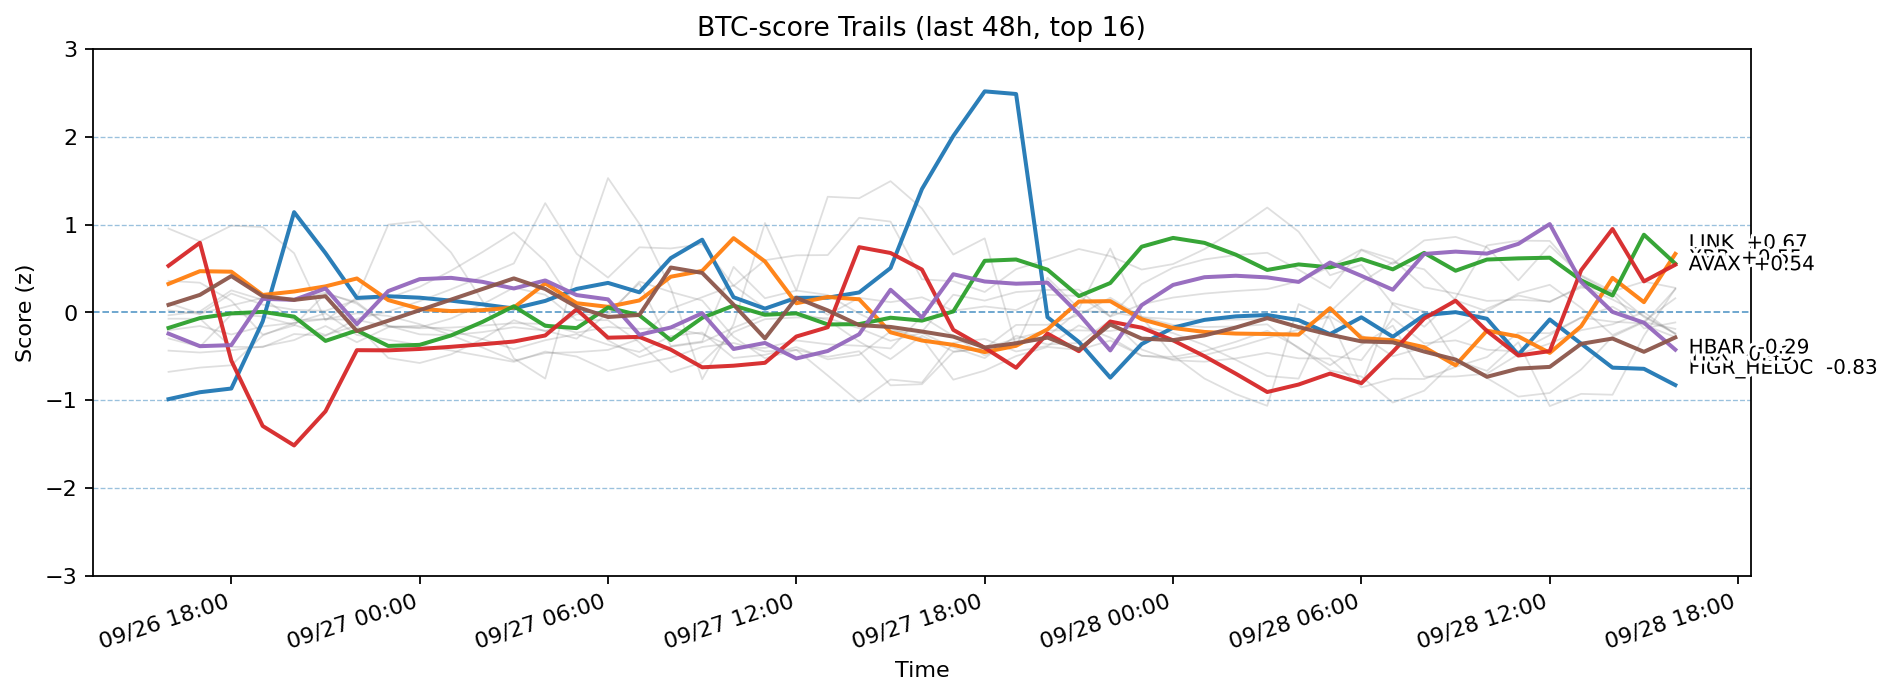 BTC-score Trails (last 48h, top 16)
Score (z)
3
2
1
0
−1
−2
−3
LINK +0.67
AVAX +0.54
HBAR -0.29
FIGR_HELOC -0.83
09/26 18:00
09/27 00:00
09/27 06:00
09/27 12:00
09/27 18:00
09/28 00:00
09/28 06:00
09/28 12:00
09/28 18:00
Time